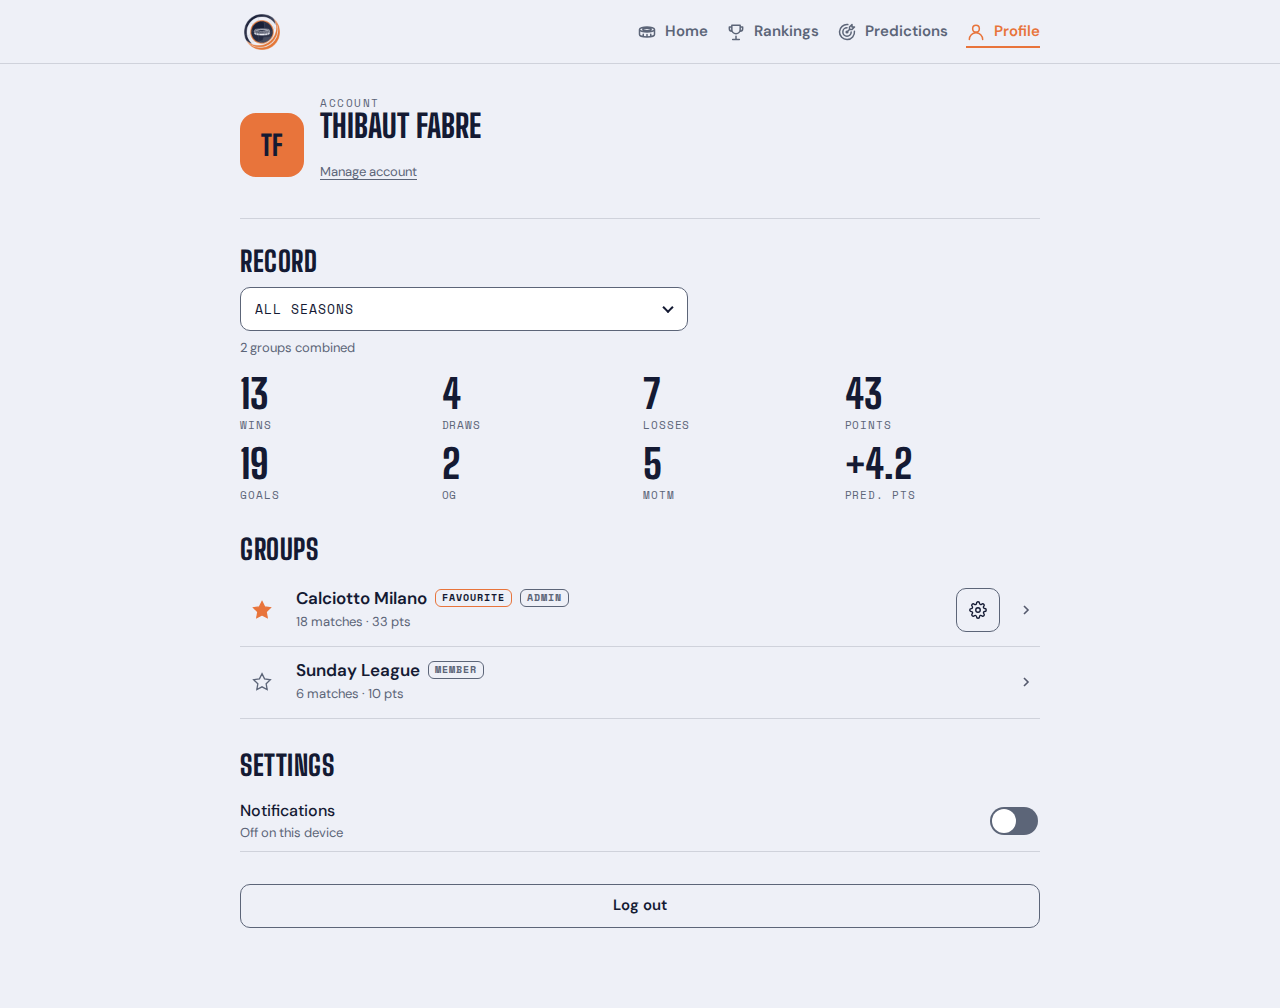 Home Rankings Predictions Profile
ACCOUNT
THIBAUT FABRE
TF
Manage account
RECORD
ALL SEASONS
2 groups combined
13 4 7 43
WINS DRAWS LOSSES POINTS
19 2 5 +4.2
GOALS OG MOTM PRED. PTS
GROUPS
Calciotto Milano FAVOURITE ADMIN
18 matches · 33 pts
Sunday League MEMBER
6 matches · 10 pts
SETTINGS
Notifications
Off on this device
Log out